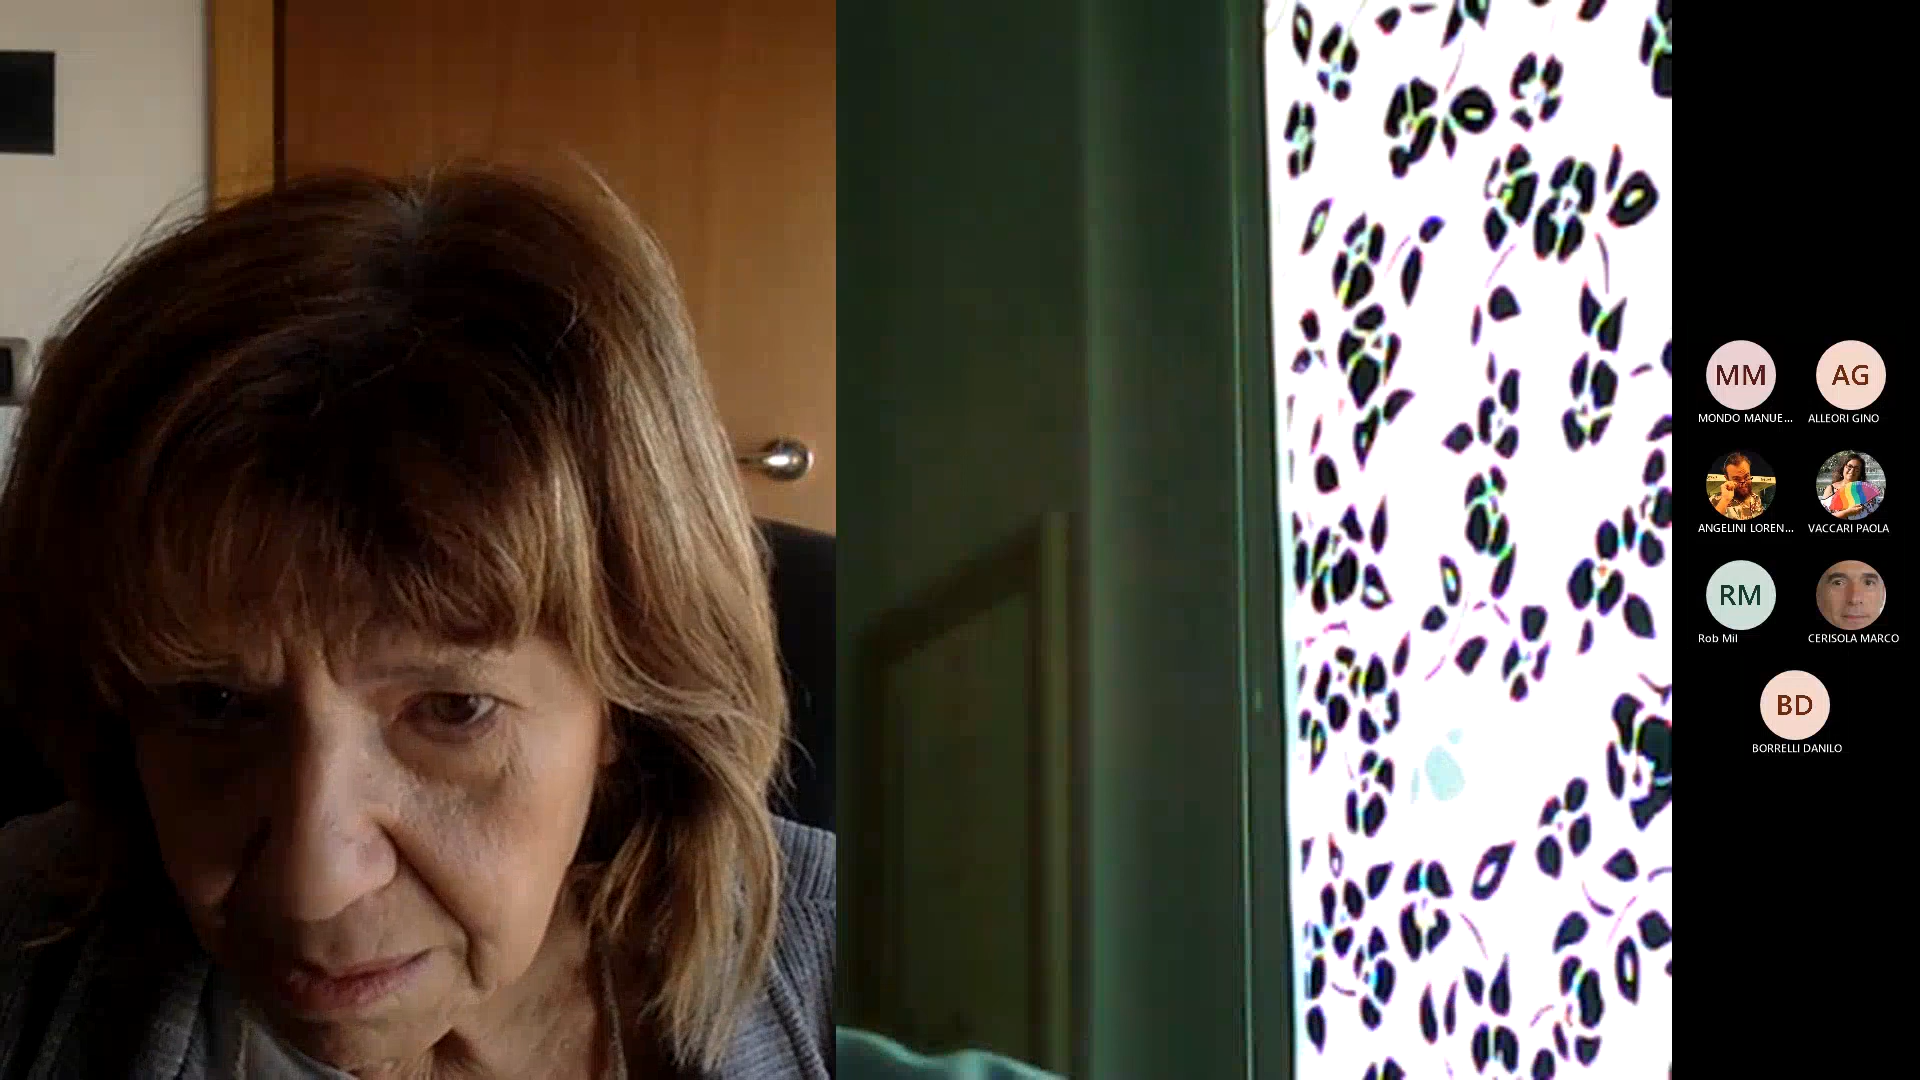 MM
AG
MONDO MANUE...
ALLEORI GINO
ANGELINI LOREN...
VACCARI PAOLA
RM
Rob Mil
CERISOLA MARCO
BD
BORRELLI DANILO